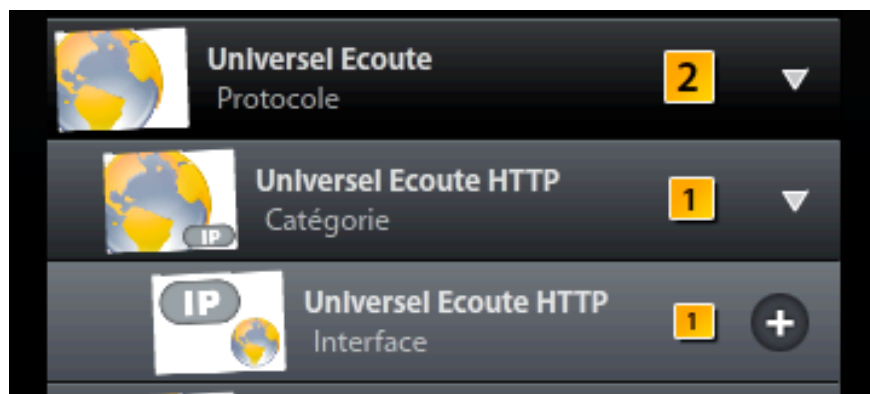 Universel Ecoute
2
Protocole
Universel Ecoute HTTP
1
IP
Catégorie
IP
Universel Ecoute HTTP
1
+
Interface